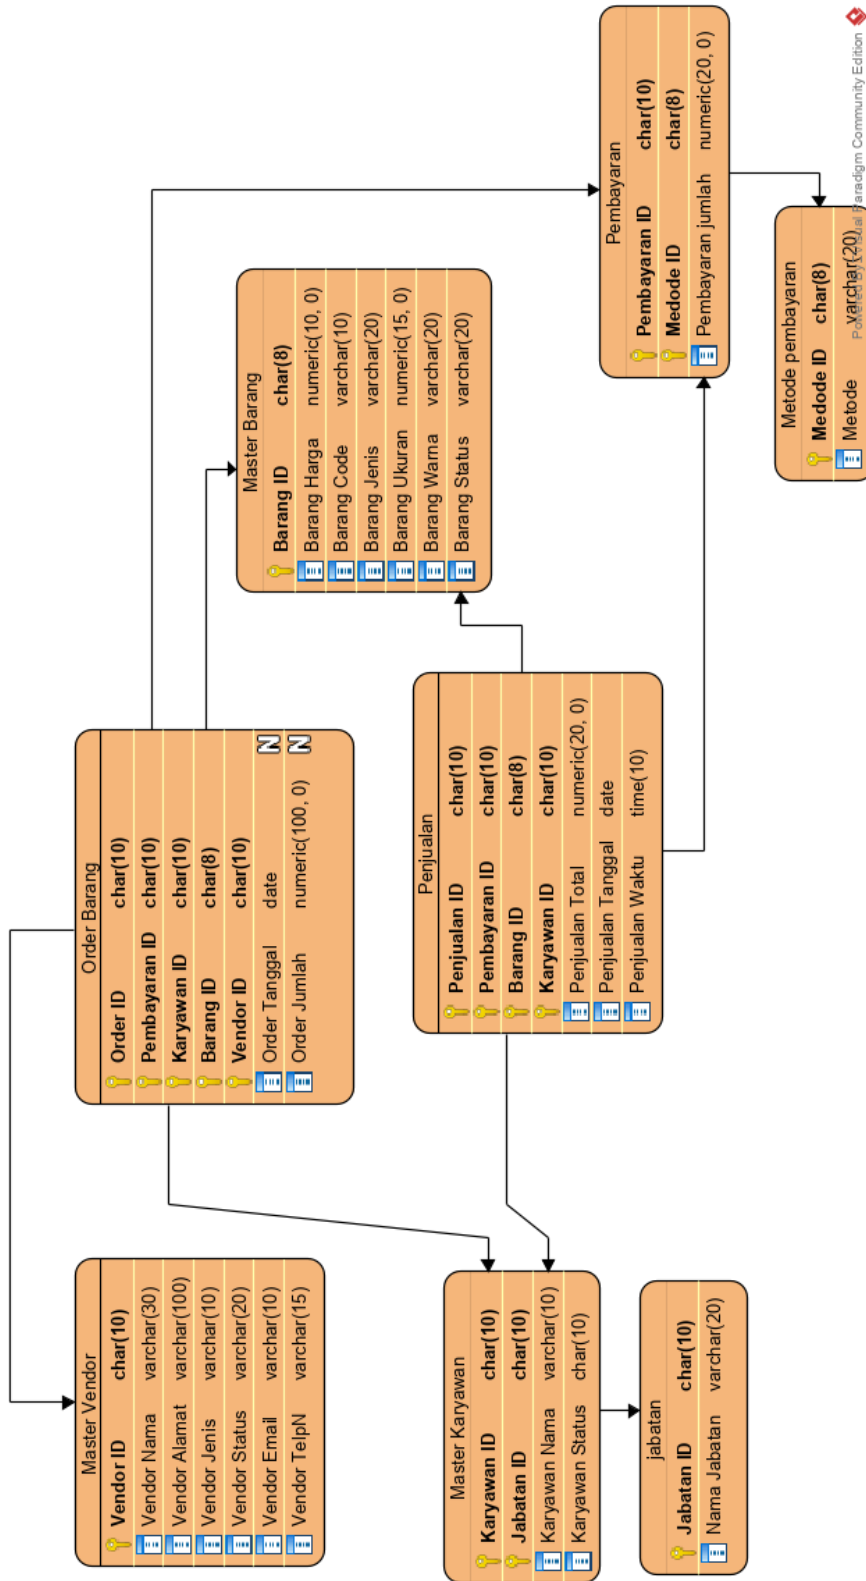 Master Vendor
Vendor ID char(10)
Vendor Nama varchar(30)
Vendor Alamat varchar(100)
Vendor Jenis varchar(10)
Vendor Status varchar(20)
Vendor Email varchar(10)
Vendor TelpN varchar(15)
Order Barang
Order ID char(10)
Pembayaran ID char(10)
Karyawan ID char(10)
Barang ID char(8)
Vendor ID char(10)
Order Tanggal date N
Order Jumlah numeric(100, 0) N
Master Barang
Barang ID char(8)
Barang Harga numeric(10, 0)
Barang Code varchar(10)
Barang Jenis varchar(20)
Barang Ukuran numeric(15, 0)
Barang Warna varchar(20)
Barang Status varchar(20)
Master Karyawan
Karyawan ID char(10)
Jabatan ID char(10)
Karyawan Nama varchar(10)
Karyawan Status char(10)
Penjualan
Penjualan ID char(10)
Pembayaran ID char(10)
Barang ID char(8)
Karyawan ID char(10)
Penjualan Total numeric(20, 0)
Penjualan Tanggal date
Penjualan Waktu time(10)
Pembayaran
Pembayaran ID char(10)
Medode ID char(8)
Pembayaran jumlah numeric(20, 0)
jabatan
Jabatan ID char(10)
Nama Jabatan varchar(20)
Metode pembayaran
Medode ID char(8)
Metode varchar(20)
Powered By Visual Paradigm Community Edition